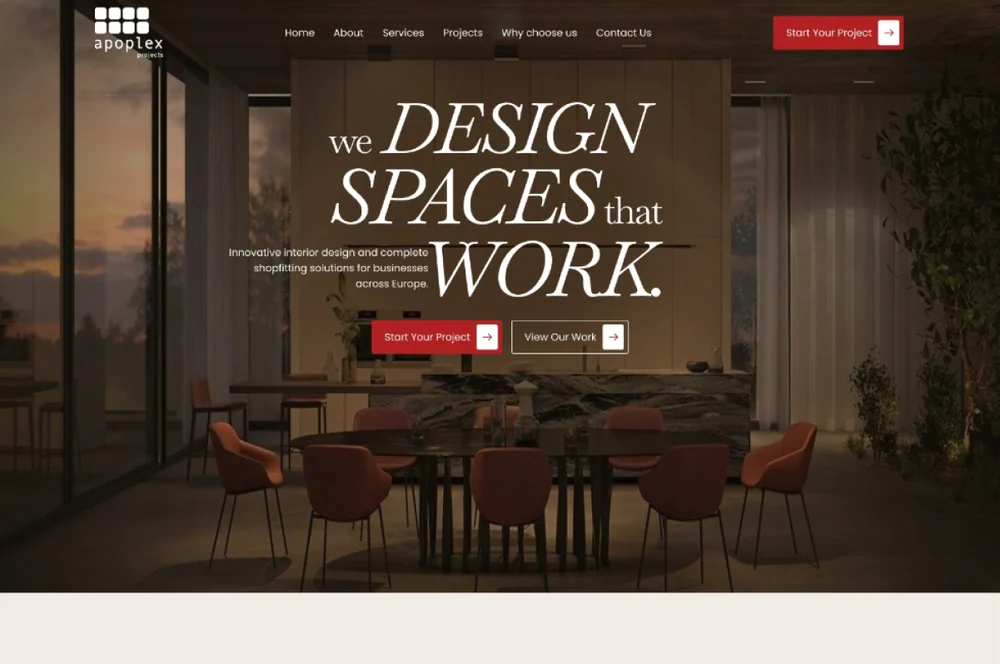 apoplex
projects
Home
About
Services
Projects
Why choose us
Contact Us
Start Your Project
we DESIGN
SPACES that
WORK.
Innovative interior design and complete
shopfitting solutions for businesses
across Europe.
Start Your Project
View Our Work